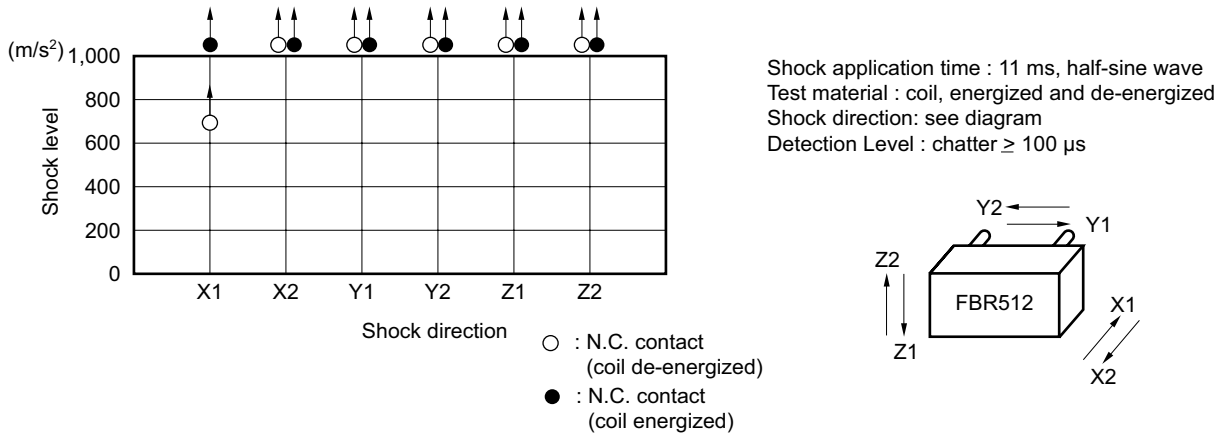 (m/s²)
1,000
800
600
400
200
0
Shock level
X1 X2 Y1 Y2 Z1 Z2
Shock direction
: N.C. contact
(coil de-energized)
: N.C. contact
(coil energized)
Shock application time : 11 ms, half-sine wave
Test material : coil, energized and de-energized
Shock direction: see diagram
Detection Level : chatter ≥ 100 µs
Y2
Y1
Z2
Z1
FBR512
X1
X2